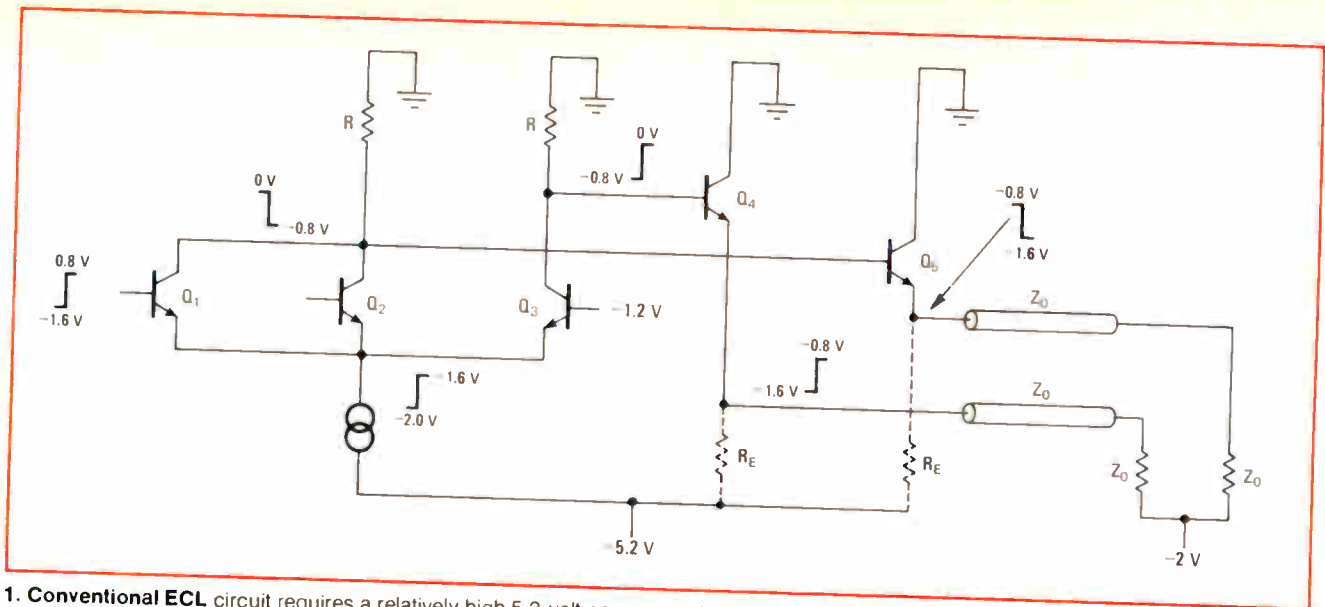 R
R
0 V
-0.8 V
Q4
0 V
-0.8 V
-0.8 V
-1.6 V
0.8 V
-1.6 V
Q1
Q2
Q3
-1.2 V
Q5
Z0
-0.8 V
-1.6 V
-1.6 V
-2.0 V
Z0
RE
RE
Z0
Z0
-5.2 V
-2 V
1. Conventional ECL circuit requires a relatively high 5.2-volt